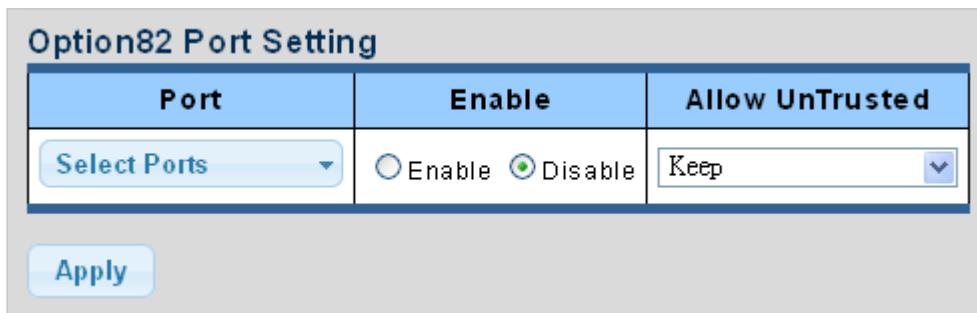 Option82 Port Setting
Port Enable Allow UnTrusted
Select Ports Enable Disable Keep
Apply